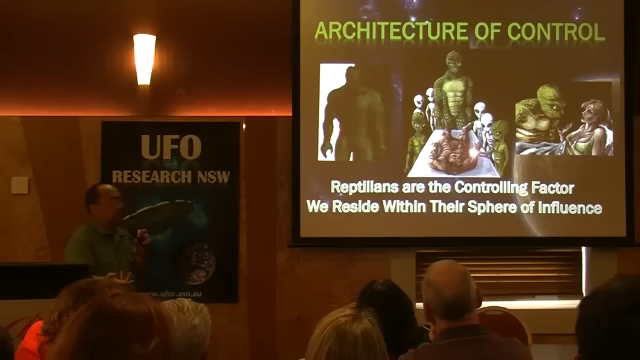 ARCHITECTURE OF CONTROL
Reptilians are the Controlling Factor
We Reside Within Their Sphere of Influence
UFO
RESEARCH NSW
www.ufor.asn.au